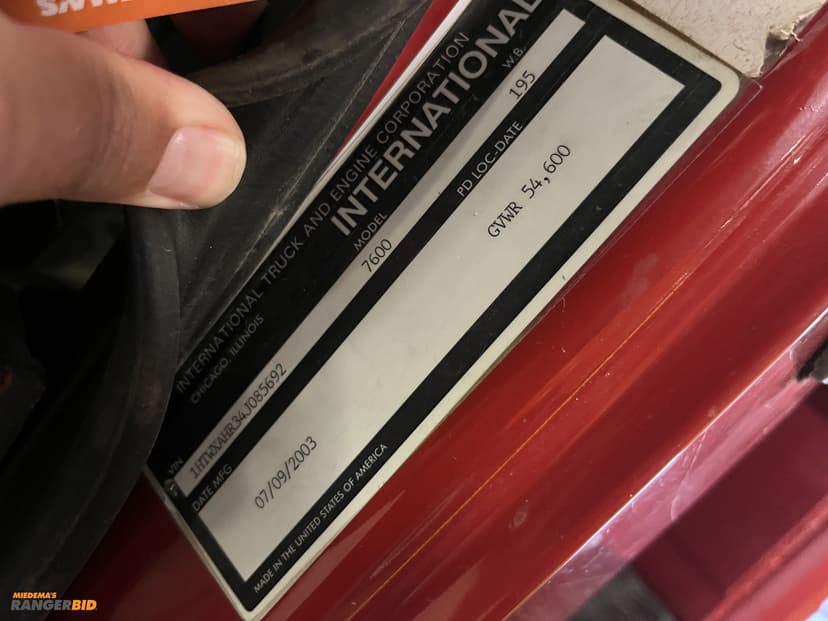 INTERNATIONAL TRUCK AND ENGINE CORPORATION
CHICAGO, ILLINOIS
INTERNATIONAL
VIN
1HTWXAHR34J085692
MODEL
7600
W.B.
195
DATE MFG
07/09/2003
PD LOC-DATE
GVWR 54,600
MADE IN THE UNITED STATES OF AMERICA
MIEDEMA'S
RANGERBID